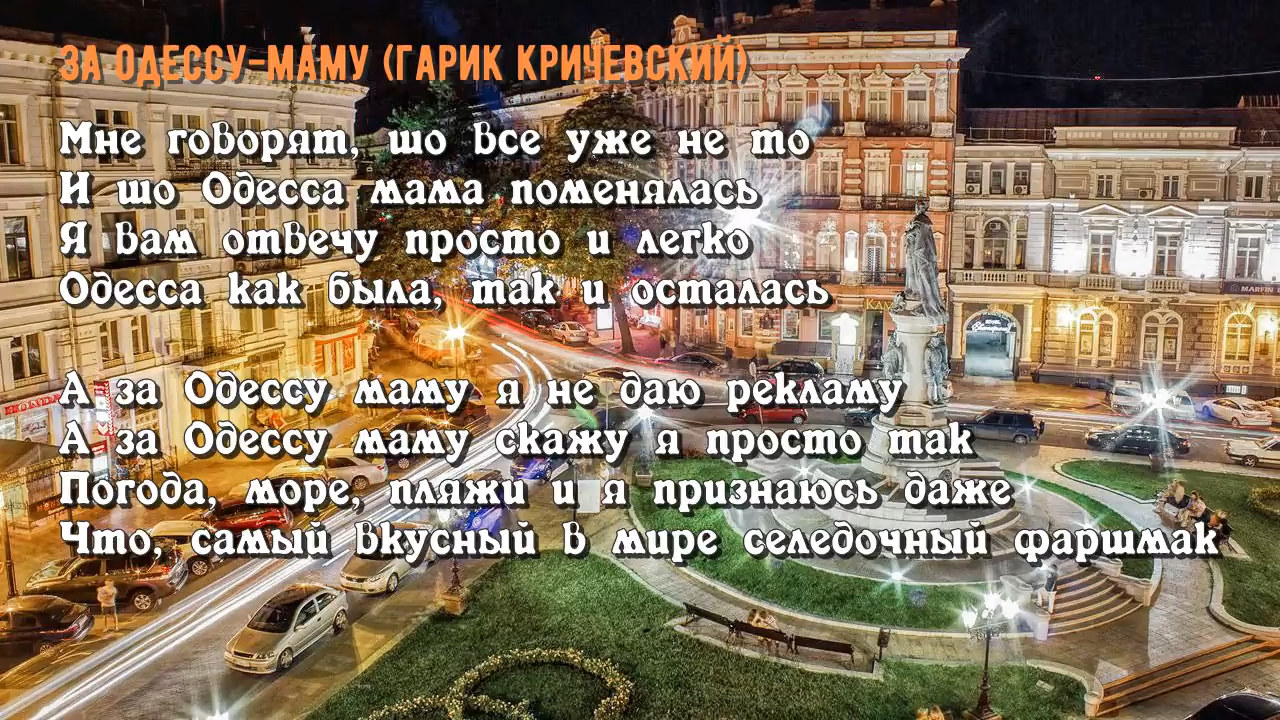 ЗА ОДЕССУ-МАМУ (ГАРИК КРИЧЕВСКИЙ)
Мне говорят, шо все уже не то
И шо Одесса мама поменялась
Я вам отвечу просто и легко
Одесса как была, так и осталась
А за Одессу маму я не даю рекламу
А за Одессу маму скажу я просто так
Погода, море, пляжи и я признаюсь даже
Что, самый вкусный в мире селедочный фаршмак